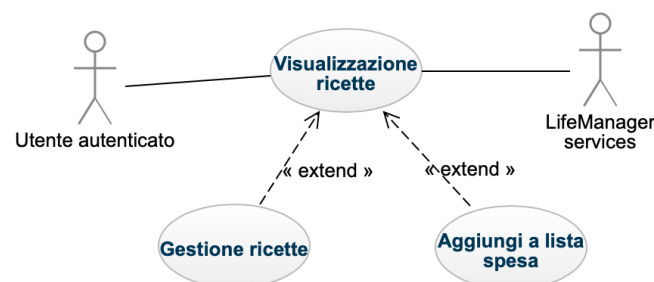 Visualizzazione
ricette
Utente autenticato
LifeManager
services
« extend »
« extend »
Gestione ricette
Aggiungi a lista
spesa